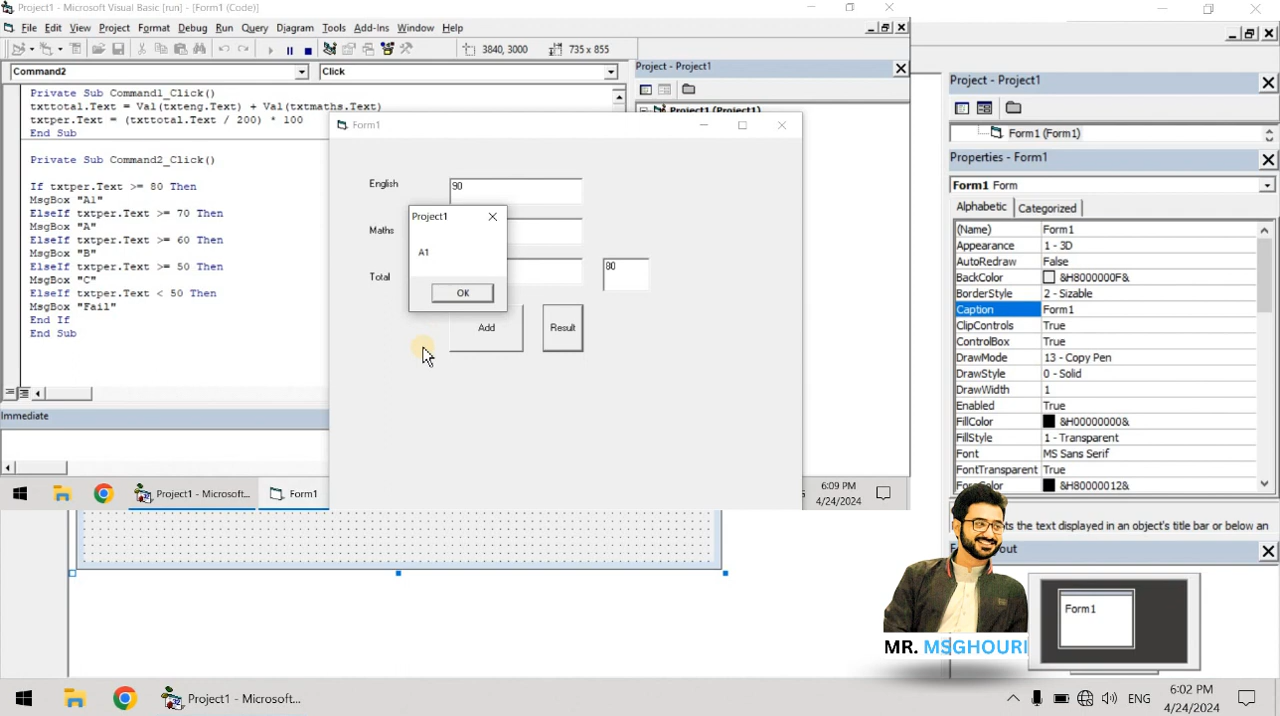 Project1 - Microsoft Visual Basic [run] - [Form1 (Code)]
File Edit View Project Format Debug Run Query Diagram Tools Add-Ins Window Help
3840, 3000 735 x 855
Command2 Click
Private Sub Command1_Click()
txttotal.Text = Val(txteng.Text) + Val(txtmaths.Text)
txtper.Text = (txttotal.Text / 200) * 100
End Sub
Private Sub Command2_Click()
If txtper.Text >= 80 Then
MsgBox "A1"
ElseIf txtper.Text >= 70 Then
MsgBox "A"
ElseIf txtper.Text >= 60 Then
MsgBox "B"
ElseIf txtper.Text >= 50 Then
MsgBox "C"
ElseIf txtper.Text < 50 Then
MsgBox "Fail"
End If
End Sub
Immediate
Project - Project1
Project1 (Project1)
Form1
English 90
Maths
Total 80
Project1
A1
OK
Add Result
Project1 - Microsoft... Form1
6:09 PM
4/24/2024
Project - Project1
Form1 (Form1)
Properties - Form1
Form1 Form
Alphabetic Categorized
(Name) Form1
Appearance 1 - 3D
AutoRedraw False
BackColor &H8000000F&
BorderStyle 2 - Sizable
Caption Form1
ClipControls True
ControlBox True
DrawMode 13 - Copy Pen
DrawStyle 0 - Solid
DrawWidth 1
Enabled True
FillColor &H00000000&
FillStyle 1 - Transparent
Font MS Sans Serif
FontTransparent True
&H80000012&
the text displayed in an object's title bar or below an
Form1
MR. MSGHOURI
Project1 - Microsoft...
ENG
6:02 PM
4/24/2024